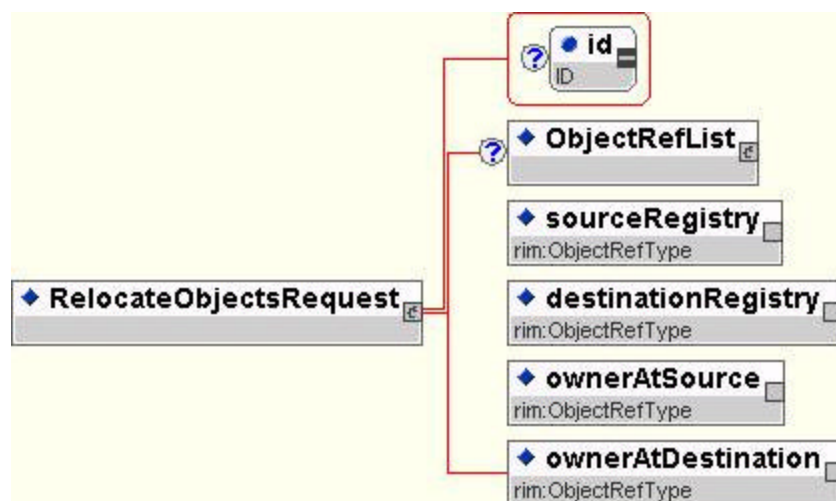 ?
id
ID
?
ObjectRefList
sourceRegistry
rim:ObjectRefType
RelocateObjectsRequest
destinationRegistry
rim:ObjectRefType
ownerAtSource
rim:ObjectRefType
ownerAtDestination
rim:ObjectRefType